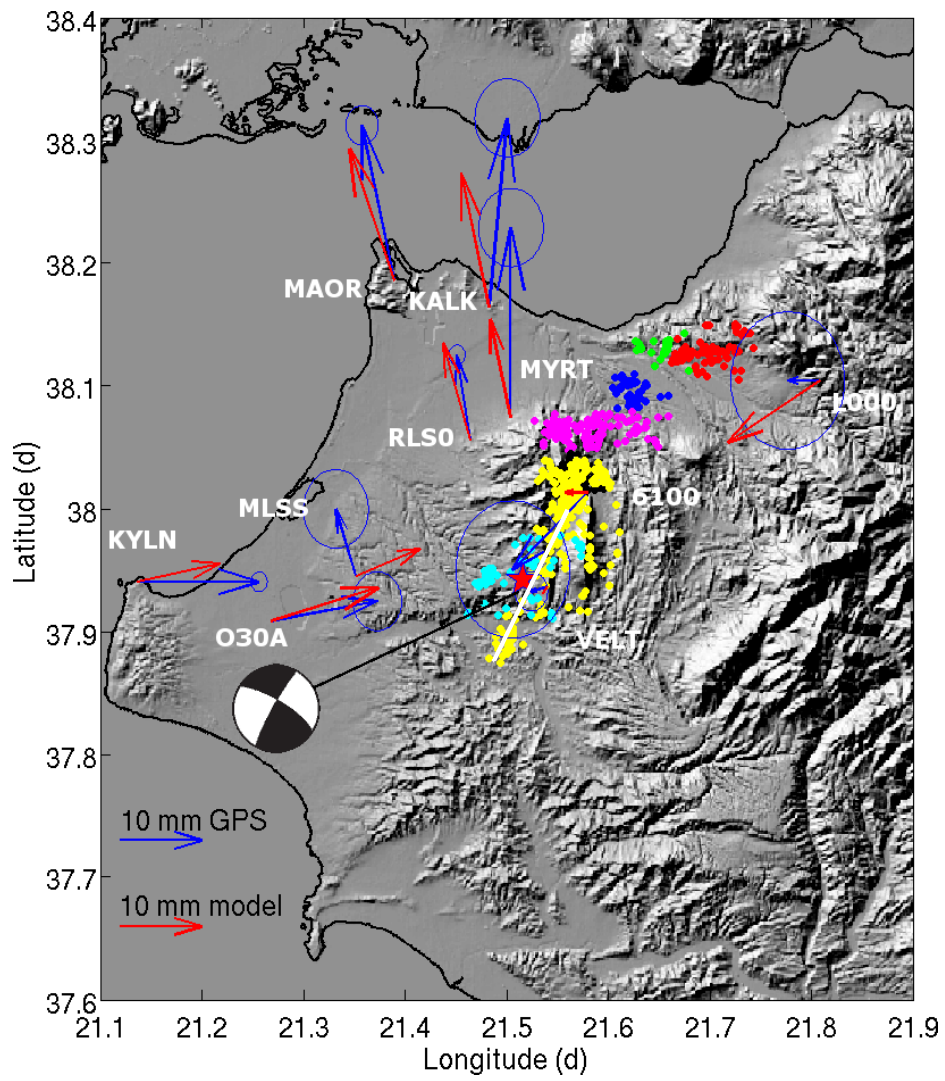 38.4
38.3
38.2
38.1
38
37.9
37.8
37.7
37.6
Latitude (d)
MAOR
KALK
MYRT
L000
RLS0
6100
MLSS
KYLN
O30A
VELT
10 mm GPS
10 mm model
21.1 21.2 21.3 21.4 21.5 21.6 21.7 21.8 21.9
Longitude (d)